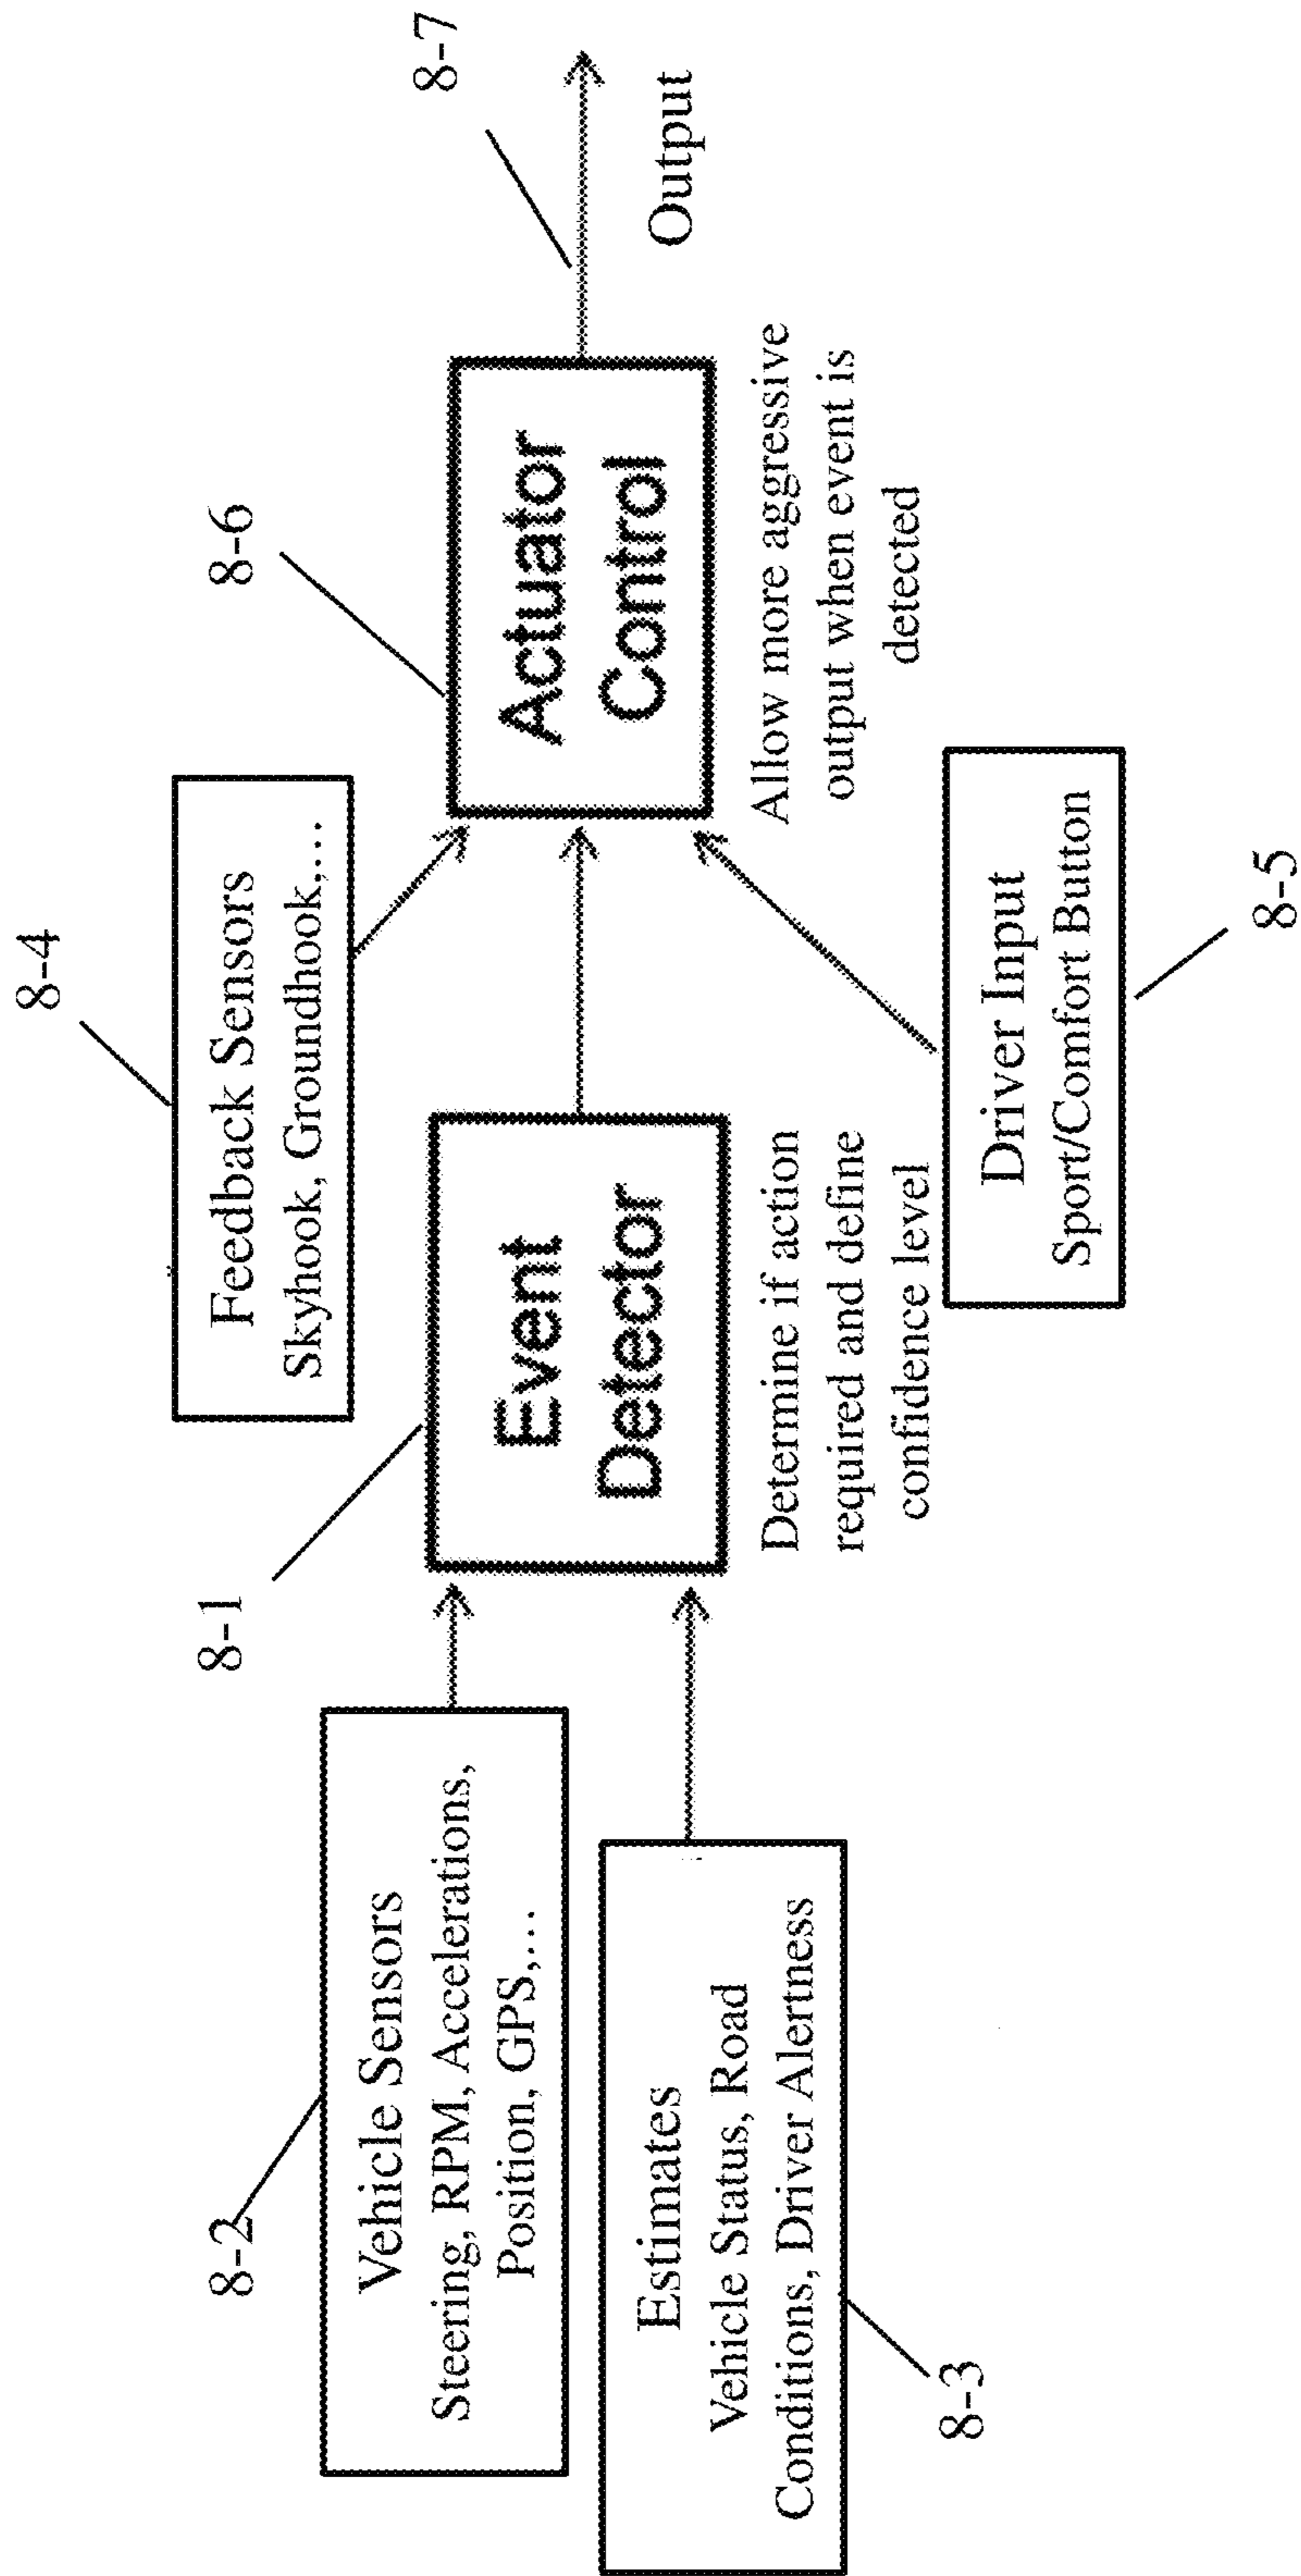 8-2
Vehicle Sensors
Steering, RPM, Accelerations,
Position, GPS,...
Estimates
Vehicle Status, Road
Conditions, Driver Alertness
8-3
8-1
Event
Detector
Determine if action
required and define
confidence level
8-4
Feedback Sensors
Skyhook, Groundhook,...
Driver Input
Sport/Comfort Button
8-5
8-6
Actuator
Control
Allow more aggressive
output when event is
detected
8-7
Output